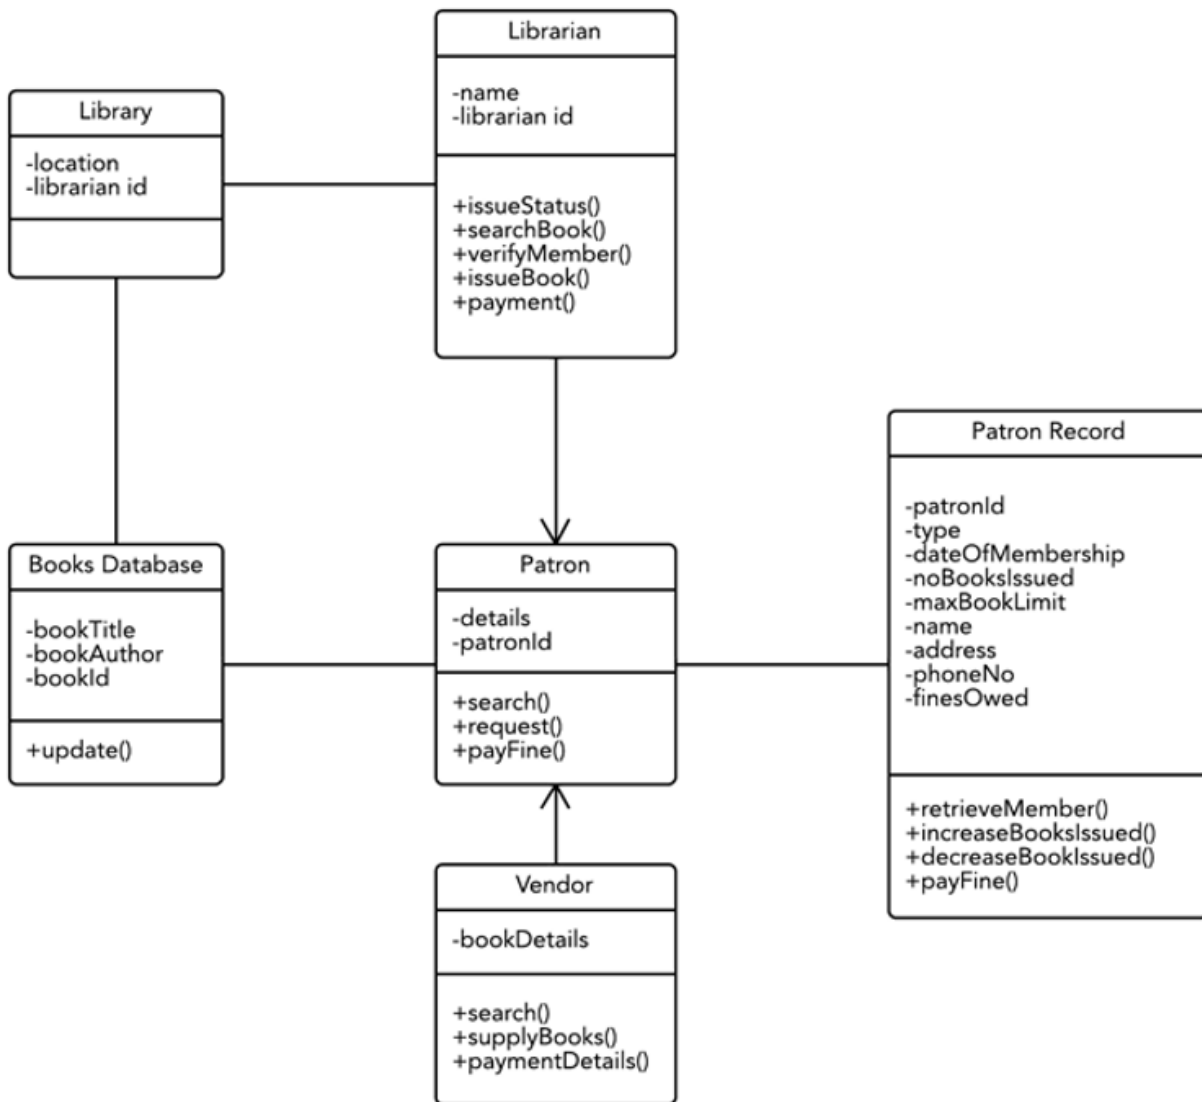 Librarian
-name
-librarian id
+issueStatus()
+searchBook()
+verifyMember()
+issueBook()
+payment()
Library
-location
-librarian id
Patron Record
-patronId
-type
-dateOfMembership
-noBooksIssued
-maxBookLimit
-name
-address
-phoneNo
-finesOwed
+retrieveMember()
+increaseBooksIssued()
+decreaseBookIssued()
+payFine()
Books Database
-bookTitle
-bookAuthor
-bookId
+update()
Patron
-details
-patronId
+search()
+request()
+payFine()
Vendor
-bookDetails
+search()
+supplyBooks()
+paymentDetails()